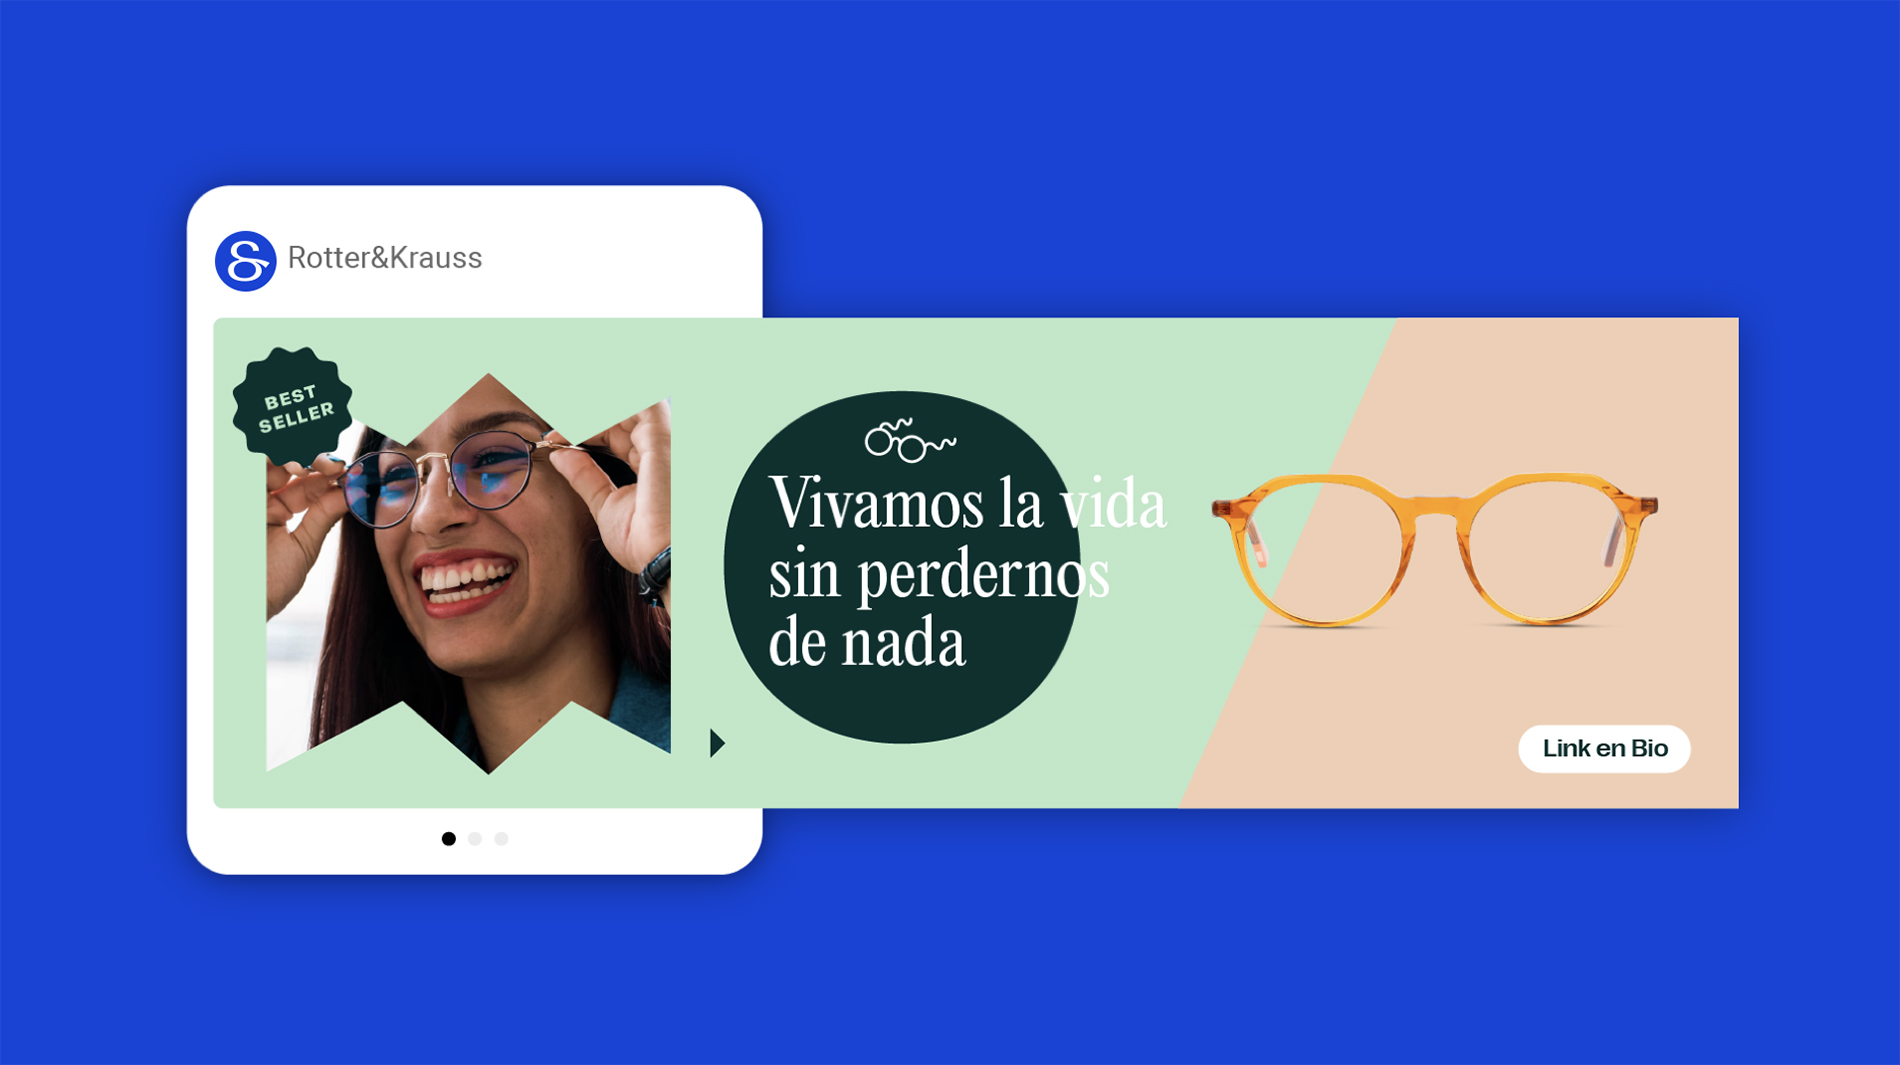 Rotter&Krauss
BEST
SELLER
Vivamos la vida
sin perdernos
de nada
Link en Bio